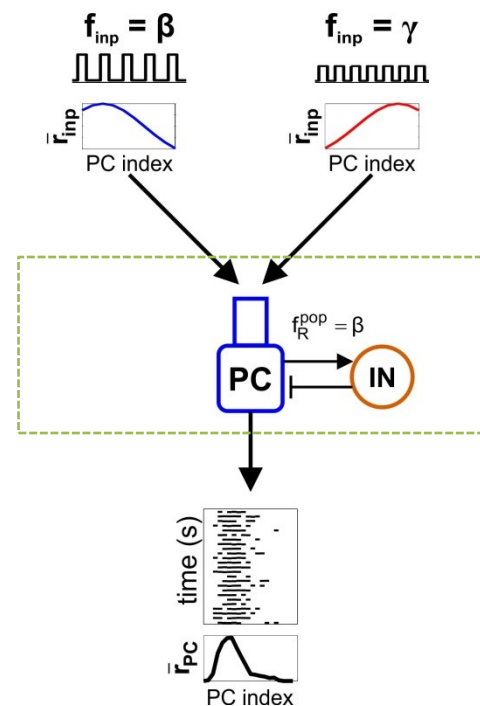 f_inp = β
f_inp = γ
r̄_inp
PC index
r̄_inp
PC index
f_R^pop = β
PC
IN
time (s)
r̄_PC
PC index